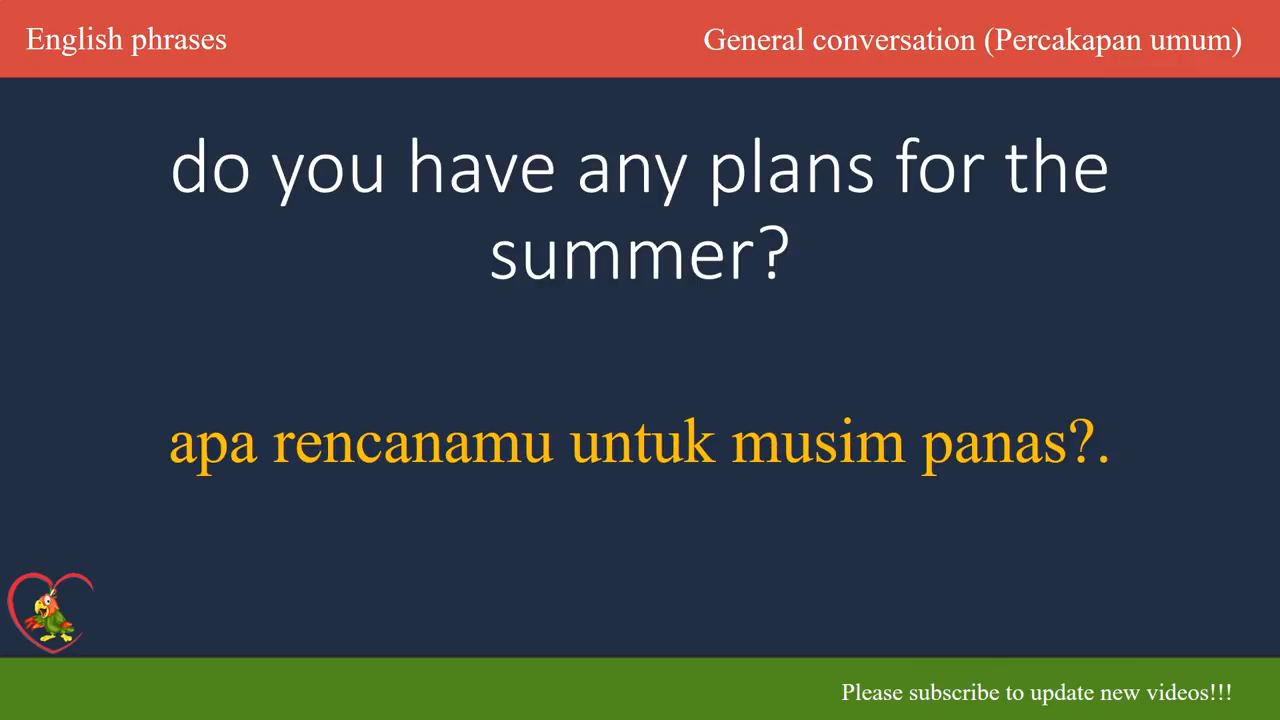 English phrases
General conversation (Percakapan umum)
do you have any plans for the
summer?
apa rencanamu untuk musim panas?.
Please subscribe to update new videos!!!